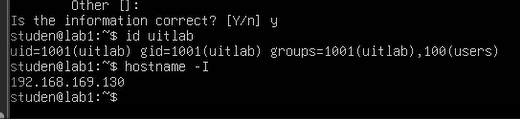 Other []:
Is the information correct? [Y/n] y
studen@lab1:~$ id uitlab
uid=1001(uitlab) gid=1001(uitlab) groups=1001(uitlab),100(users)
studen@lab1:~$ hostname -I
192.168.169.130
studen@lab1:~$